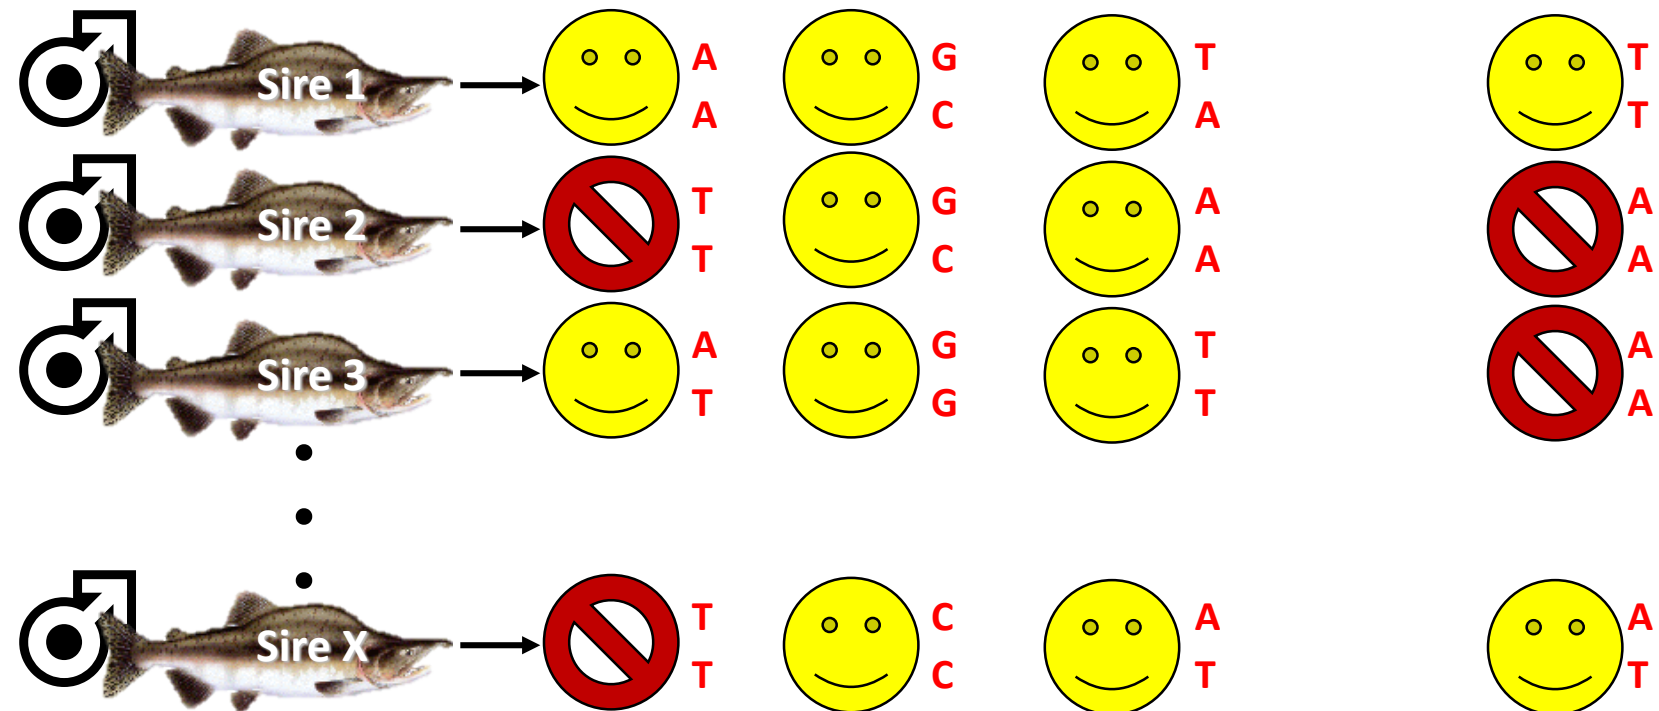 Sire 1 A G T T
A C A T
Sire 2 T G A A
T C A A
Sire 3 A G T A
T G T A
Sire X T C A A
T C T T